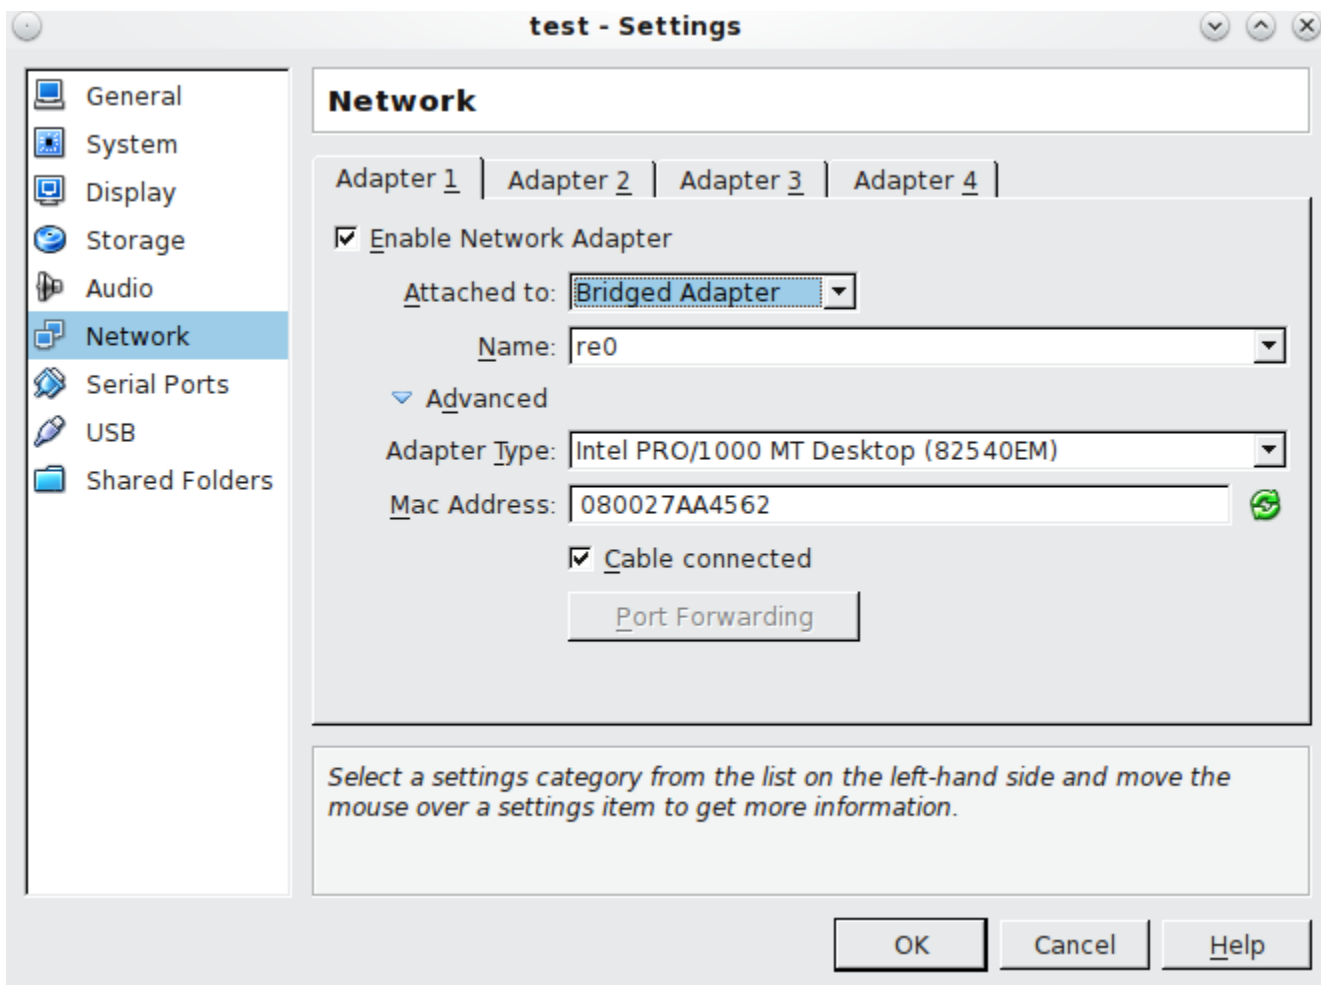 test - Settings
General
System
Display
Storage
Audio
Network
Serial Ports
USB
Shared Folders
Network
Adapter 1
Adapter 2
Adapter 3
Adapter 4
Enable Network Adapter
Attached to: Bridged Adapter
Name: re0
Advanced
Adapter Type: Intel PRO/1000 MT Desktop (82540EM)
Mac Address: 080027AA4562
Cable connected
Port Forwarding
Select a settings category from the list on the left-hand side and move the
mouse over a settings item to get more information.
OK
Cancel
Help